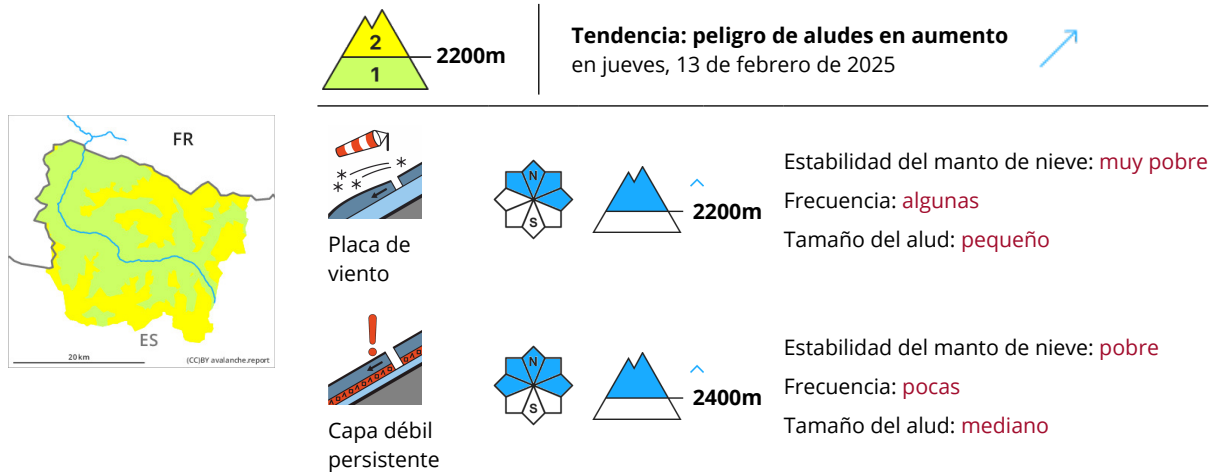 2
1
2200m
Tendencia: peligro de aludes en aumento
en jueves, 13 de febrero de 2025
FR
ES
20 km
(CC)BY avalanche.report
Placa de
viento
N
S
2200m
Estabilidad del manto de nieve: muy pobre
Frecuencia: algunas
Tamaño del alud: pequeño
Capa débil
persistente
N
S
2400m
Estabilidad del manto de nieve: pobre
Frecuencia: pocas
Tamaño del alud: mediano